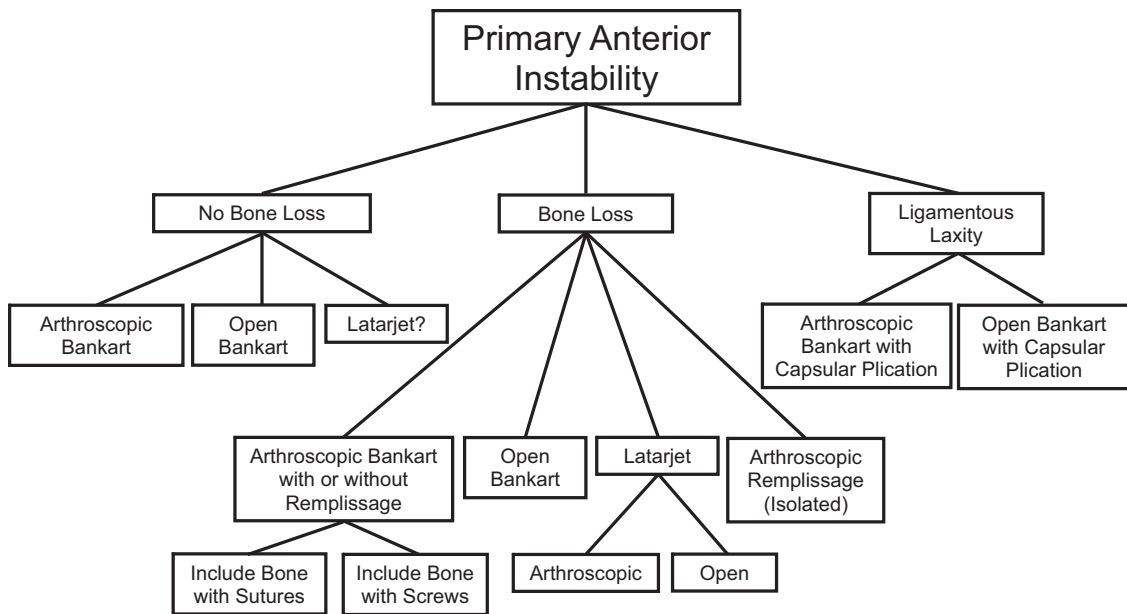 Primary Anterior
Instability
No Bone Loss
Bone Loss
Ligamentous
Laxity
Arthroscopic
Bankart
Open
Bankart
Latarjet?
Arthroscopic
Bankart with
Capsular Plication
Open Bankart
with Capsular
Plication
Arthroscopic Bankart
with or without
Remplissage
Open
Bankart
Latarjet
Arthroscopic
Remplissage
(Isolated)
Include Bone
with Sutures
Include Bone
with Screws
Arthroscopic
Open